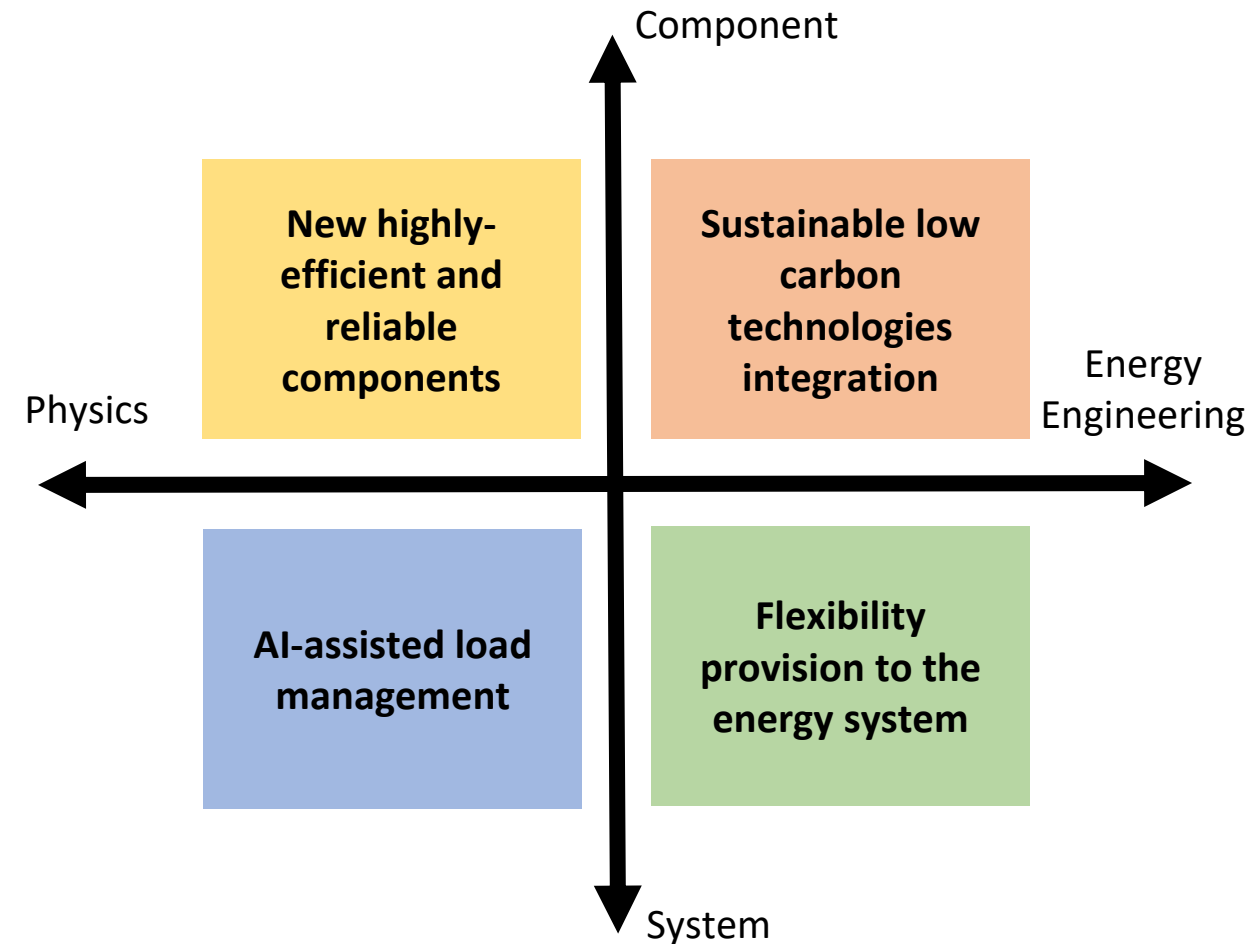 Component
New highly-
efficient and
reliable
components
Sustainable low
carbon
technologies
integration
Physics
Energy
Engineering
AI-assisted load
management
Flexibility
provision to the
energy system
System